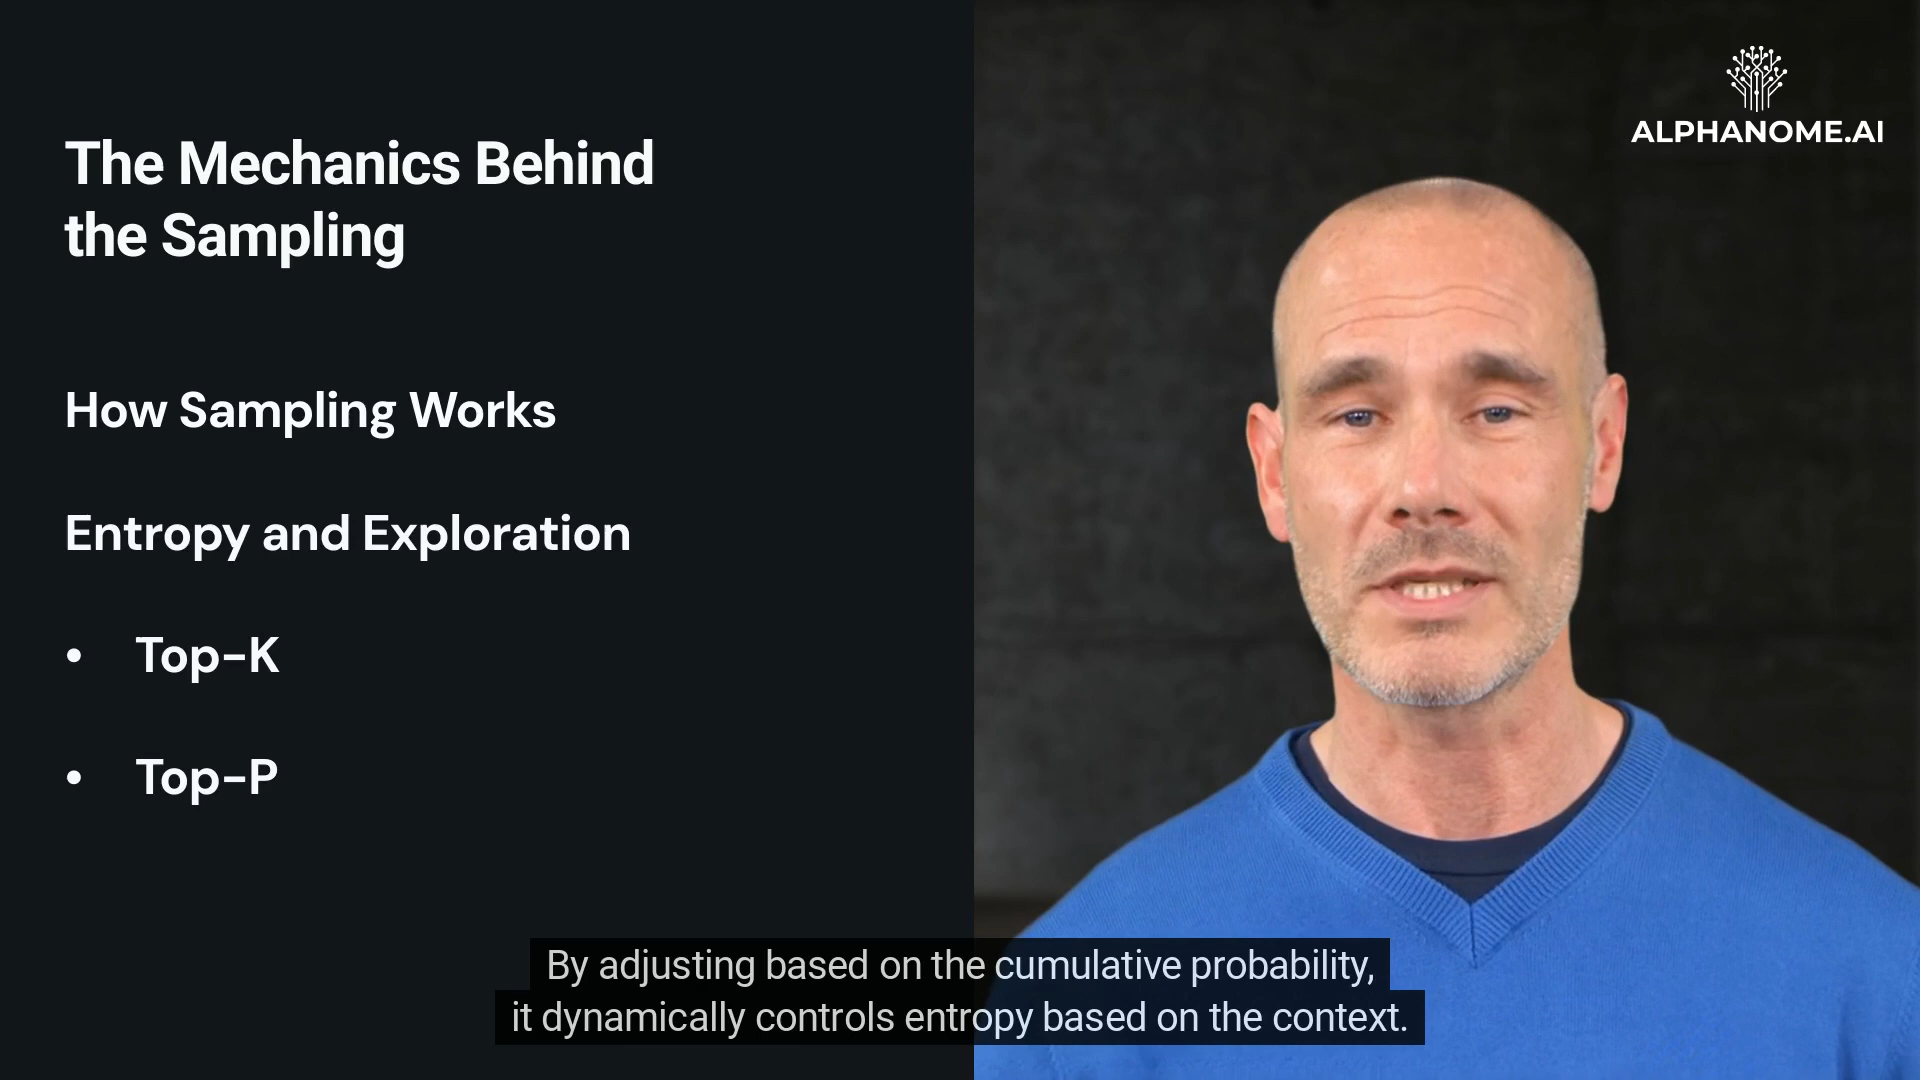 The Mechanics Behind
the Sampling
How Sampling Works
Entropy and Exploration
• Top-K
• Top-P
ALPHANOME.AI
By adjusting based on the cumulative probability,
it dynamically controls entropy based on the context.